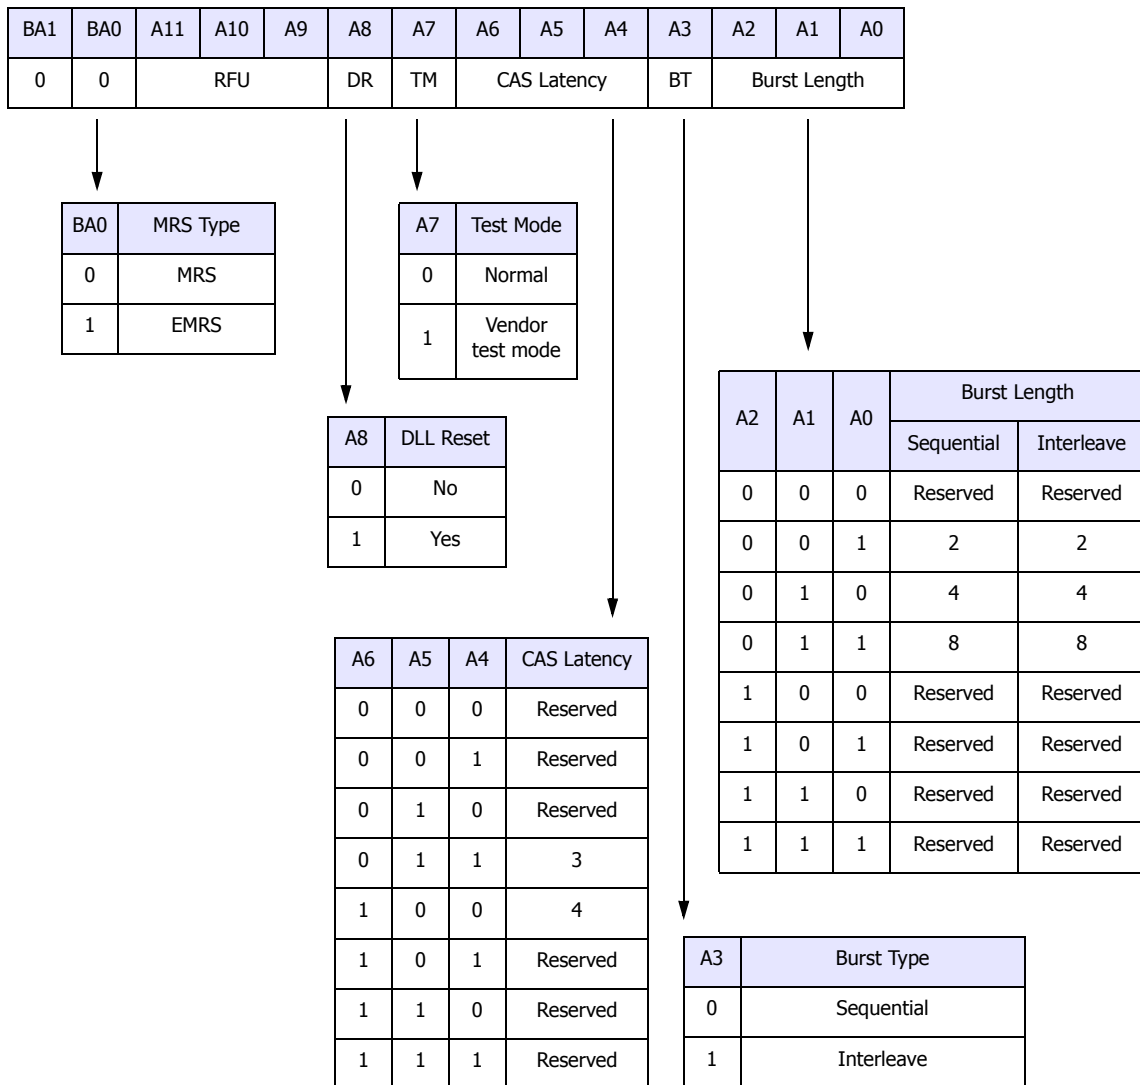 BA1 BA0 A11 A10 A9 A8 A7 A6 A5 A4 A3 A2 A1 A0
0 0 RFU DR TM CAS Latency BT Burst Length
BA0 MRS Type
0 MRS
1 EMRS
A7 Test Mode
0 Normal
1 Vendor
test mode
A8 DLL Reset
0 No
1 Yes
A2 A1 A0 Burst Length
Sequential Interleave
0 0 0 Reserved Reserved
0 0 1 2 2
0 1 0 4 4
0 1 1 8 8
1 0 0 Reserved Reserved
1 0 1 Reserved Reserved
1 1 0 Reserved Reserved
1 1 1 Reserved Reserved
A6 A5 A4 CAS Latency
0 0 0 Reserved
0 0 1 Reserved
0 1 0 Reserved
0 1 1 3
1 0 0 4
1 0 1 Reserved
1 1 0 Reserved
1 1 1 Reserved
A3 Burst Type
0 Sequential
1 Interleave